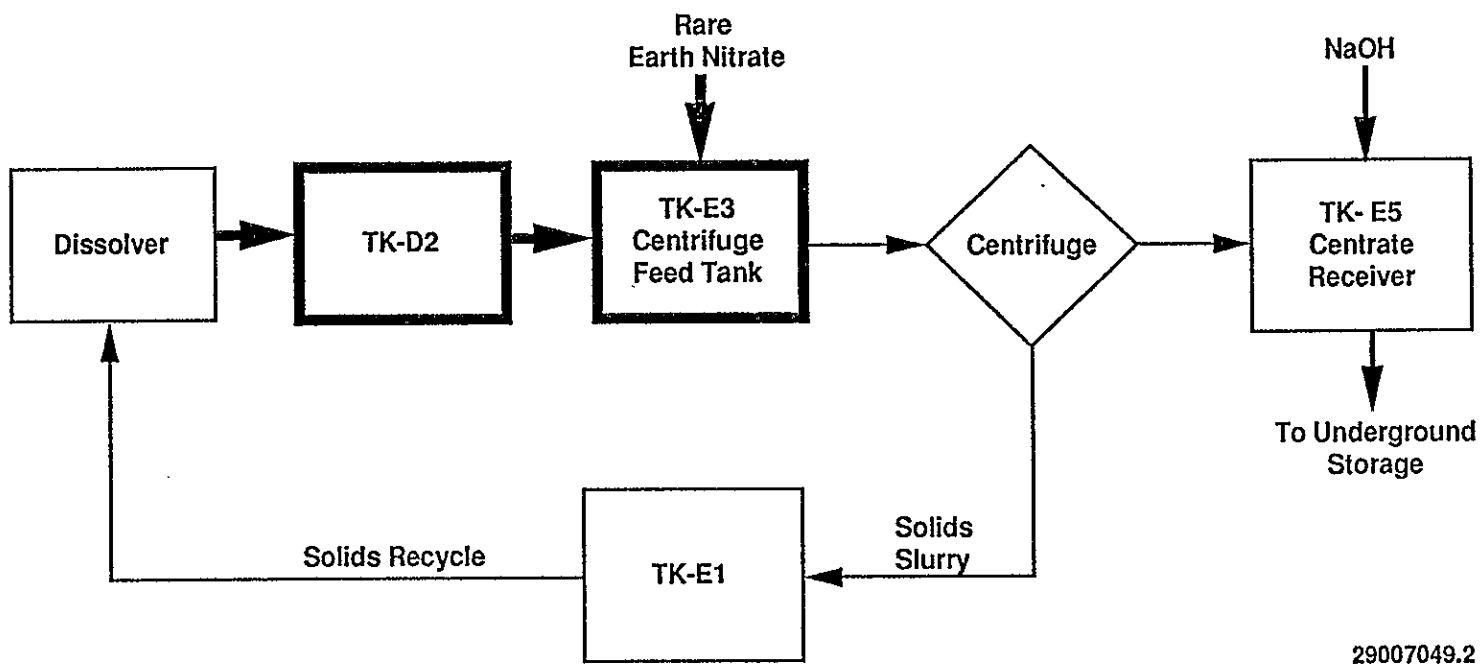 Rare
Earth Nitrate
NaOH
Dissolver
TK-D2
TK-E3
Centrifuge
Feed Tank
Centrifuge
TK- E5
Centrate
Receiver
To Underground
Storage
Solids Recycle
TK-E1
Solids
Slurry
29007049.2